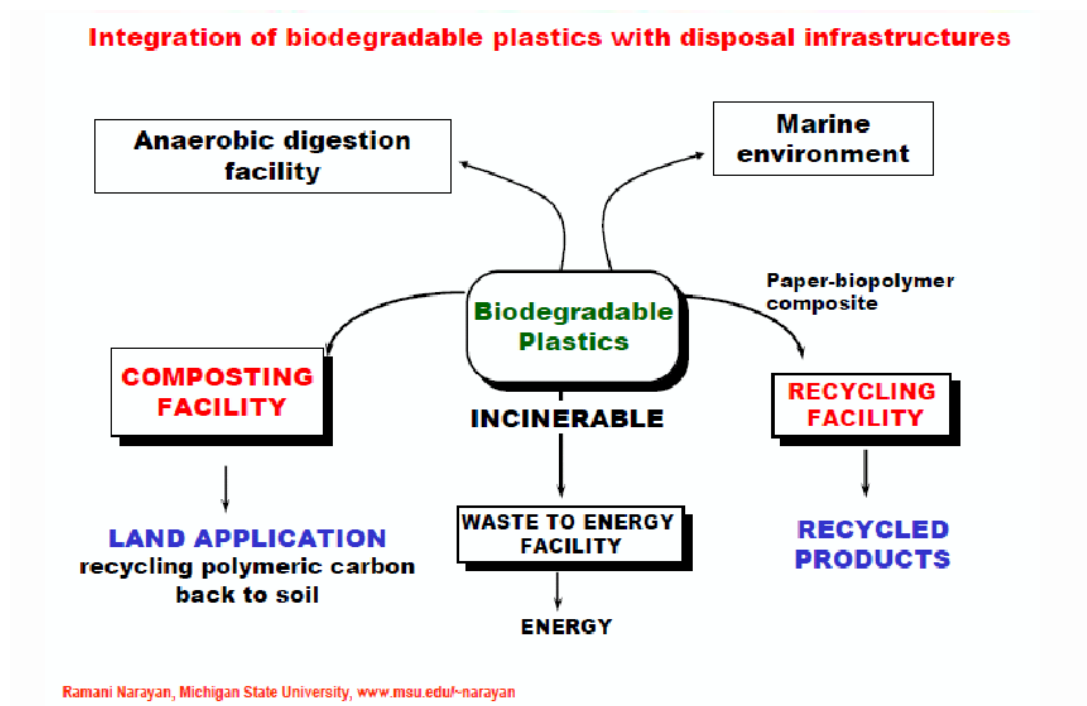 Integration of biodegradable plastics with disposal infrastructures
Anaerobic digestion
facility
Marine
environment
Biodegradable
Plastics
Paper-biopolymer
composite
COMPOSTING
FACILITY
INCINERABLE
RECYCLING
FACILITY
LAND APPLICATION
recycling polymeric carbon
back to soil
WASTE TO ENERGY
FACILITY
RECYCLED
PRODUCTS
ENERGY
Ramani Narayan, Michigan State University, www.msu.edu/~narayan